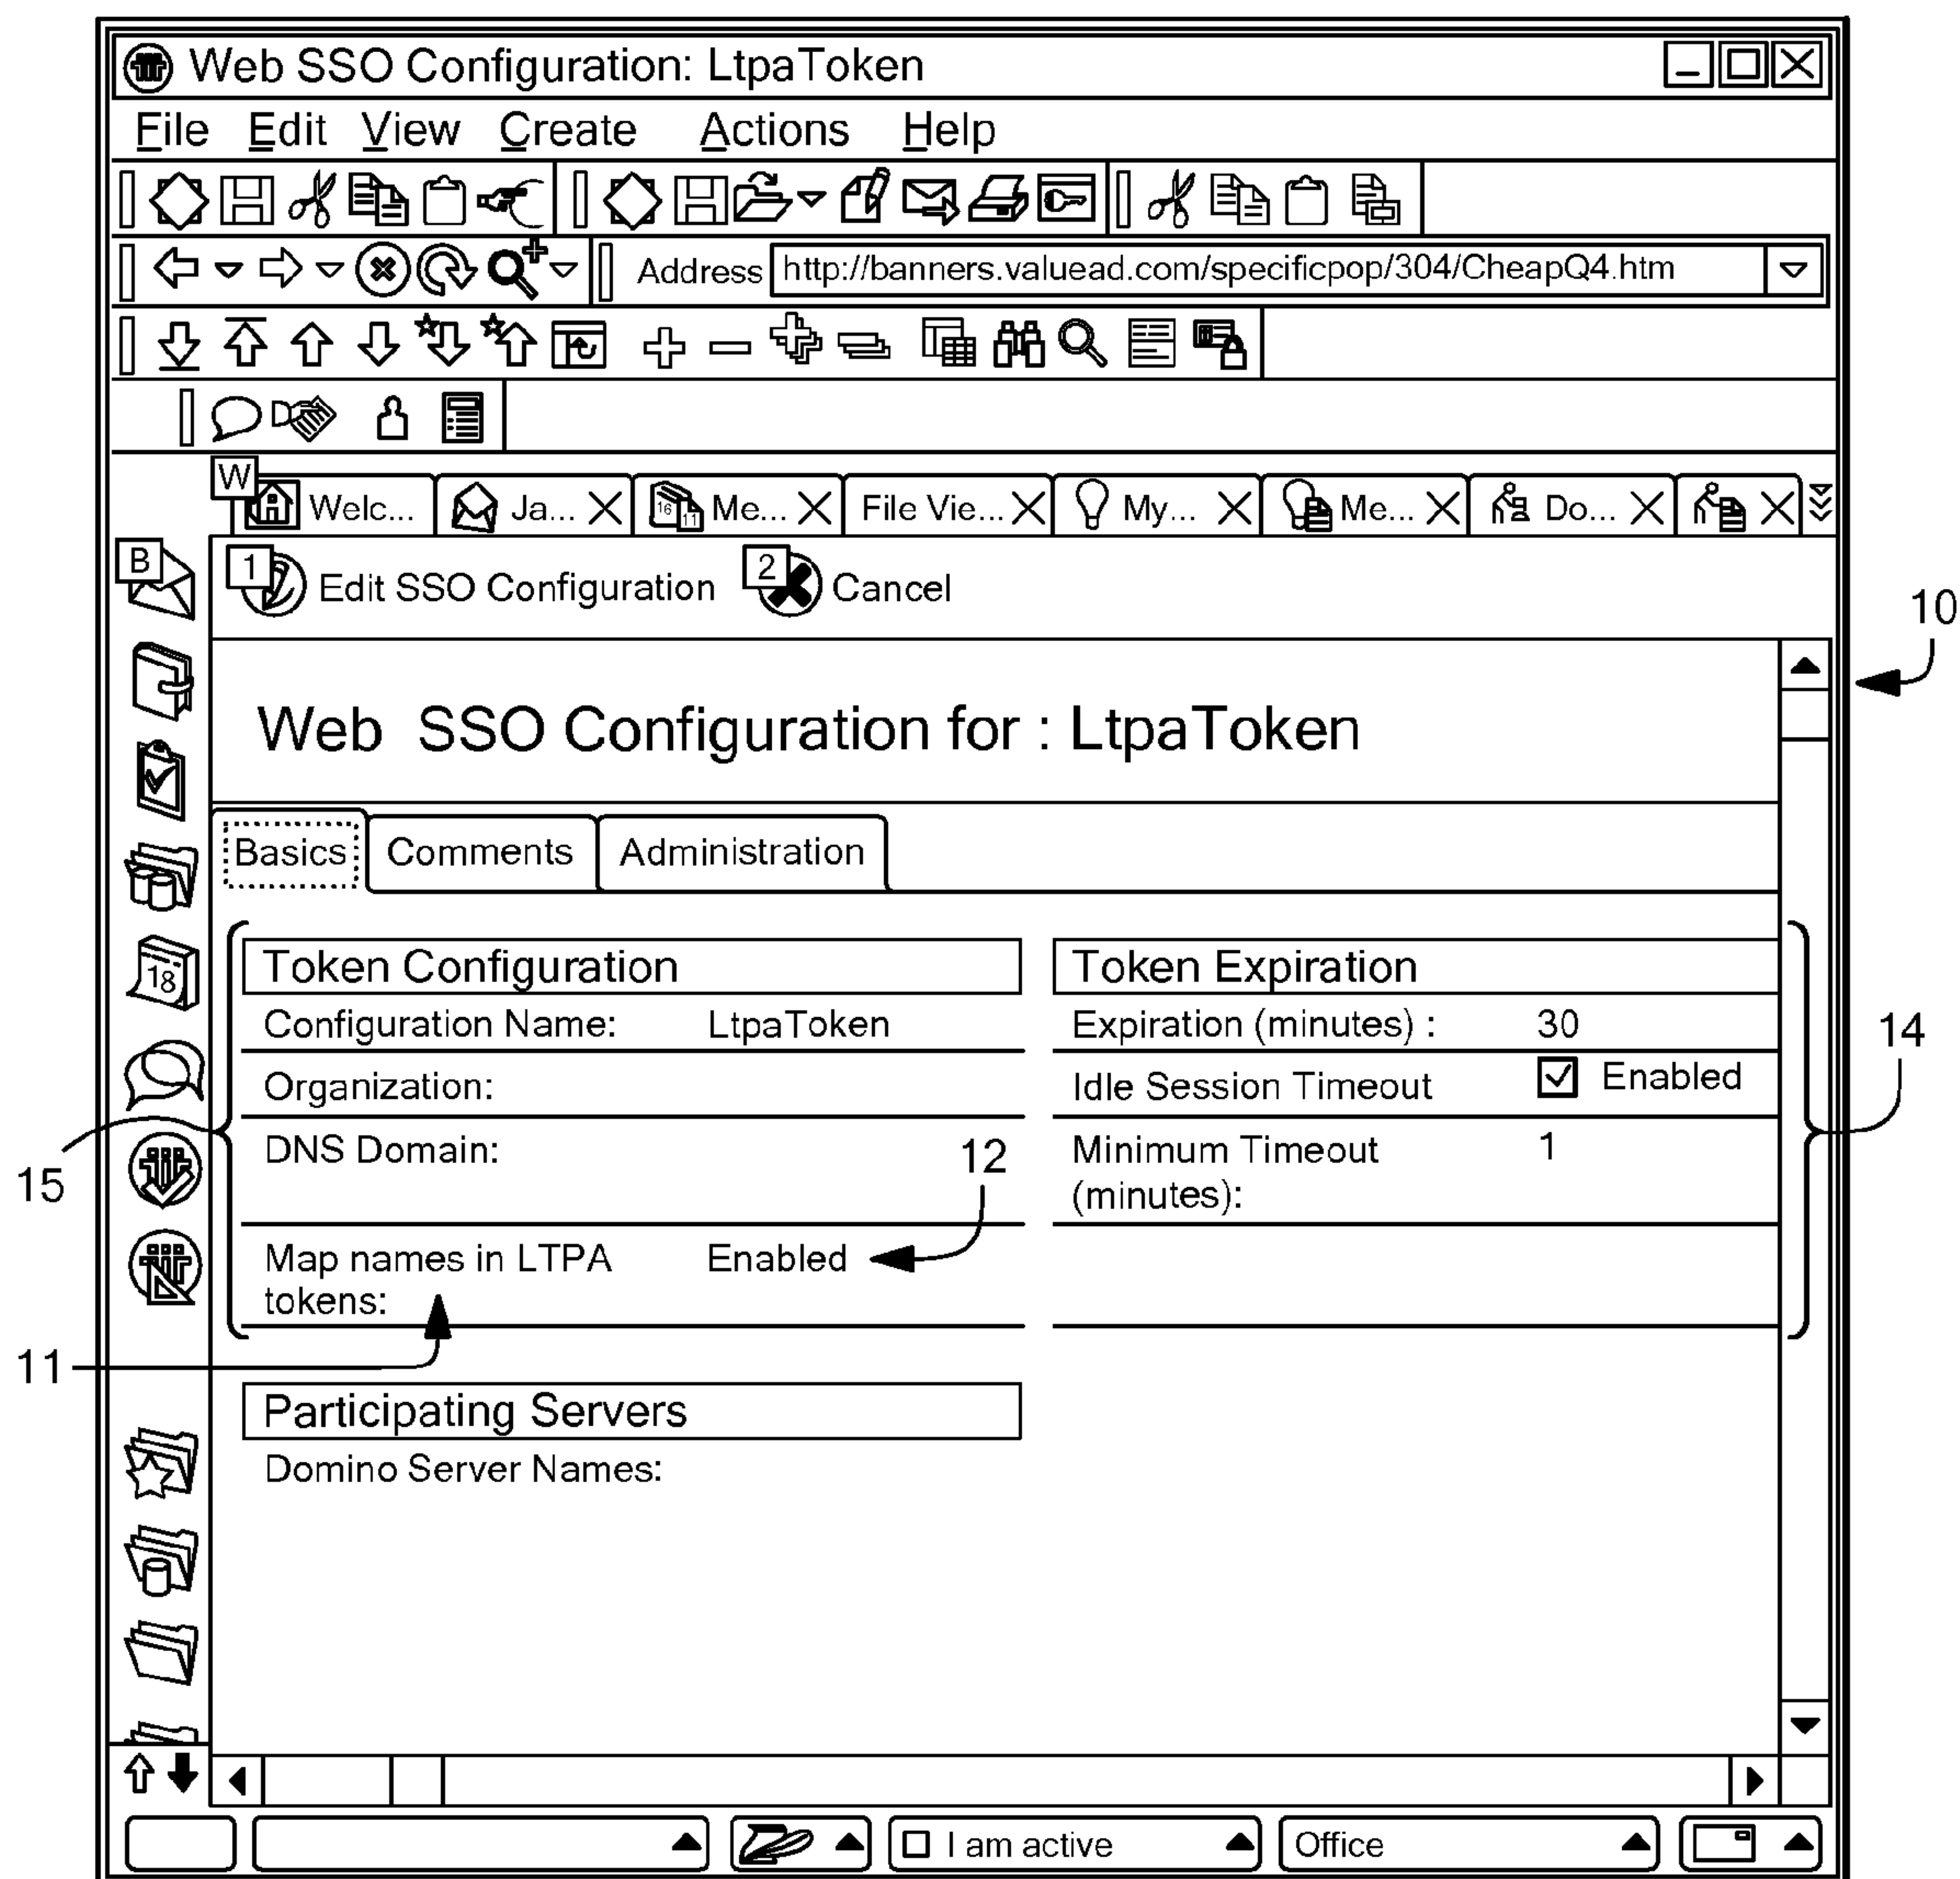 Web SSO Configuration: LtpaToken
File Edit View Create Actions Help
Address http://banners.valuead.com/specificpop/304/CheapQ4.htm
W
Welc... Ja... 16 11 Me... File Vie... My... Me... Do...
B
1 Edit SSO Configuration 2 Cancel
10
Web SSO Configuration for : LtpaToken
Basics Comments Administration
18
Token Configuration
Configuration Name: LtpaToken
Organization:
DNS Domain:
Map names in LTPA tokens: Enabled
12
15
11
Token Expiration
Expiration (minutes) : 30
Idle Session Timeout Enabled
Minimum Timeout 1
(minutes):
14
Participating Servers
Domino Server Names:
I am active Office